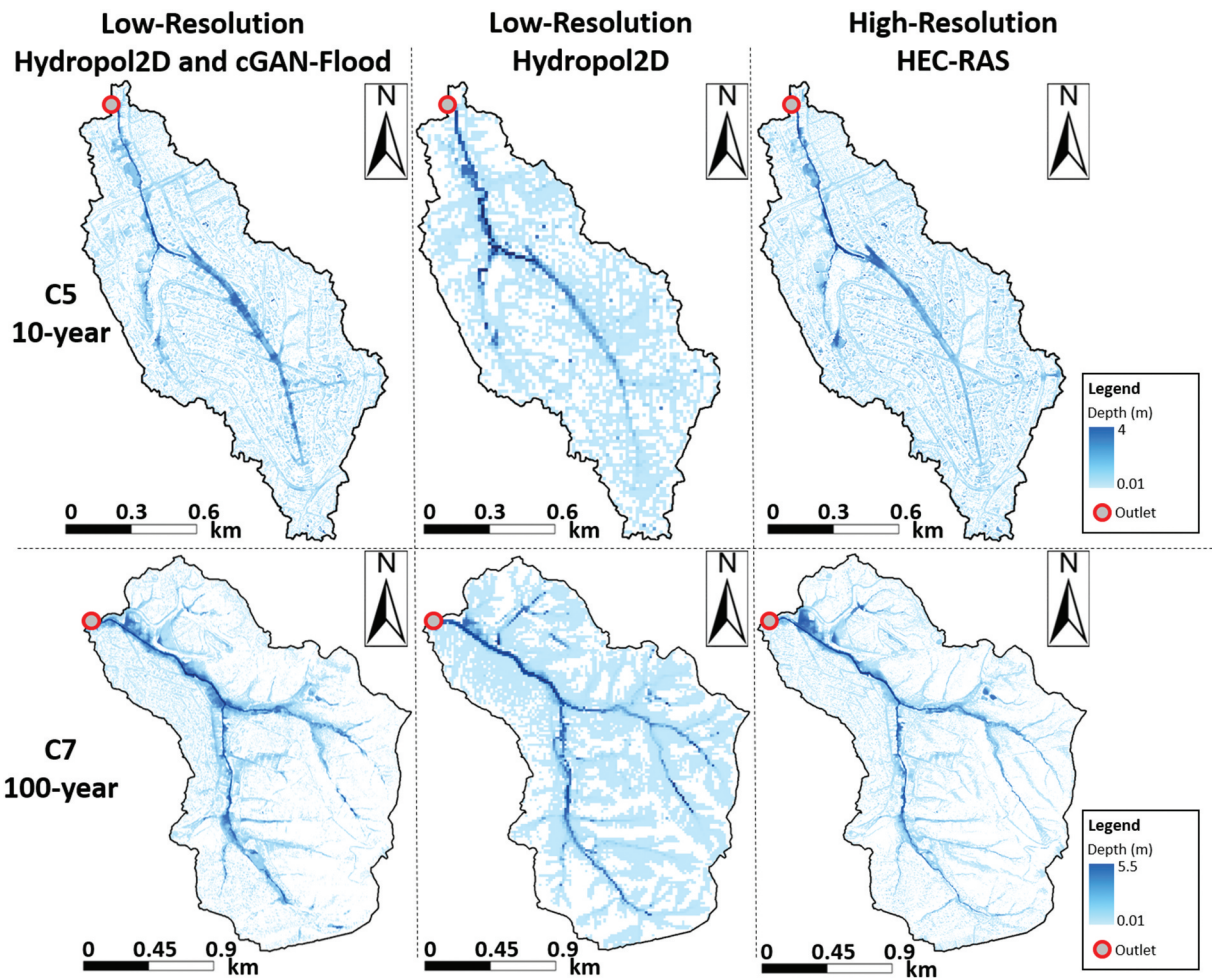 Low-Resolution
Hydropol2D and cGAN-Flood
Low-Resolution
Hydropol2D
High-Resolution
HEC-RAS
N
N
N
C5
10-year
Legend
Depth (m)
4
0.01
Outlet
0 0.3 0.6
km
0 0.3 0.6
km
0 0.3 0.6
km
N
N
N
C7
100-year
Legend
Depth (m)
5.5
0.01
Outlet
0 0.45 0.9
km
0 0.45 0.9
km
0 0.45 0.9
km